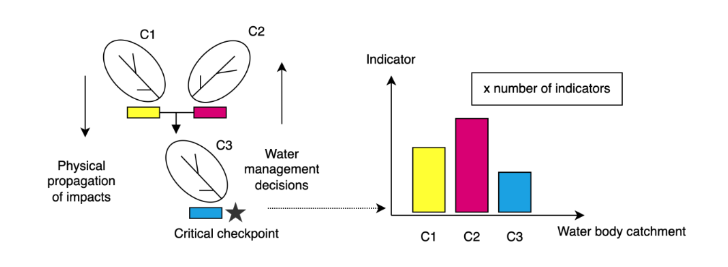 C1
C2
C3
Physical
propagation
of impacts
Water
management
decisions
Critical checkpoint
Indicator
x number of indicators
C1 C2 C3
Water body catchment